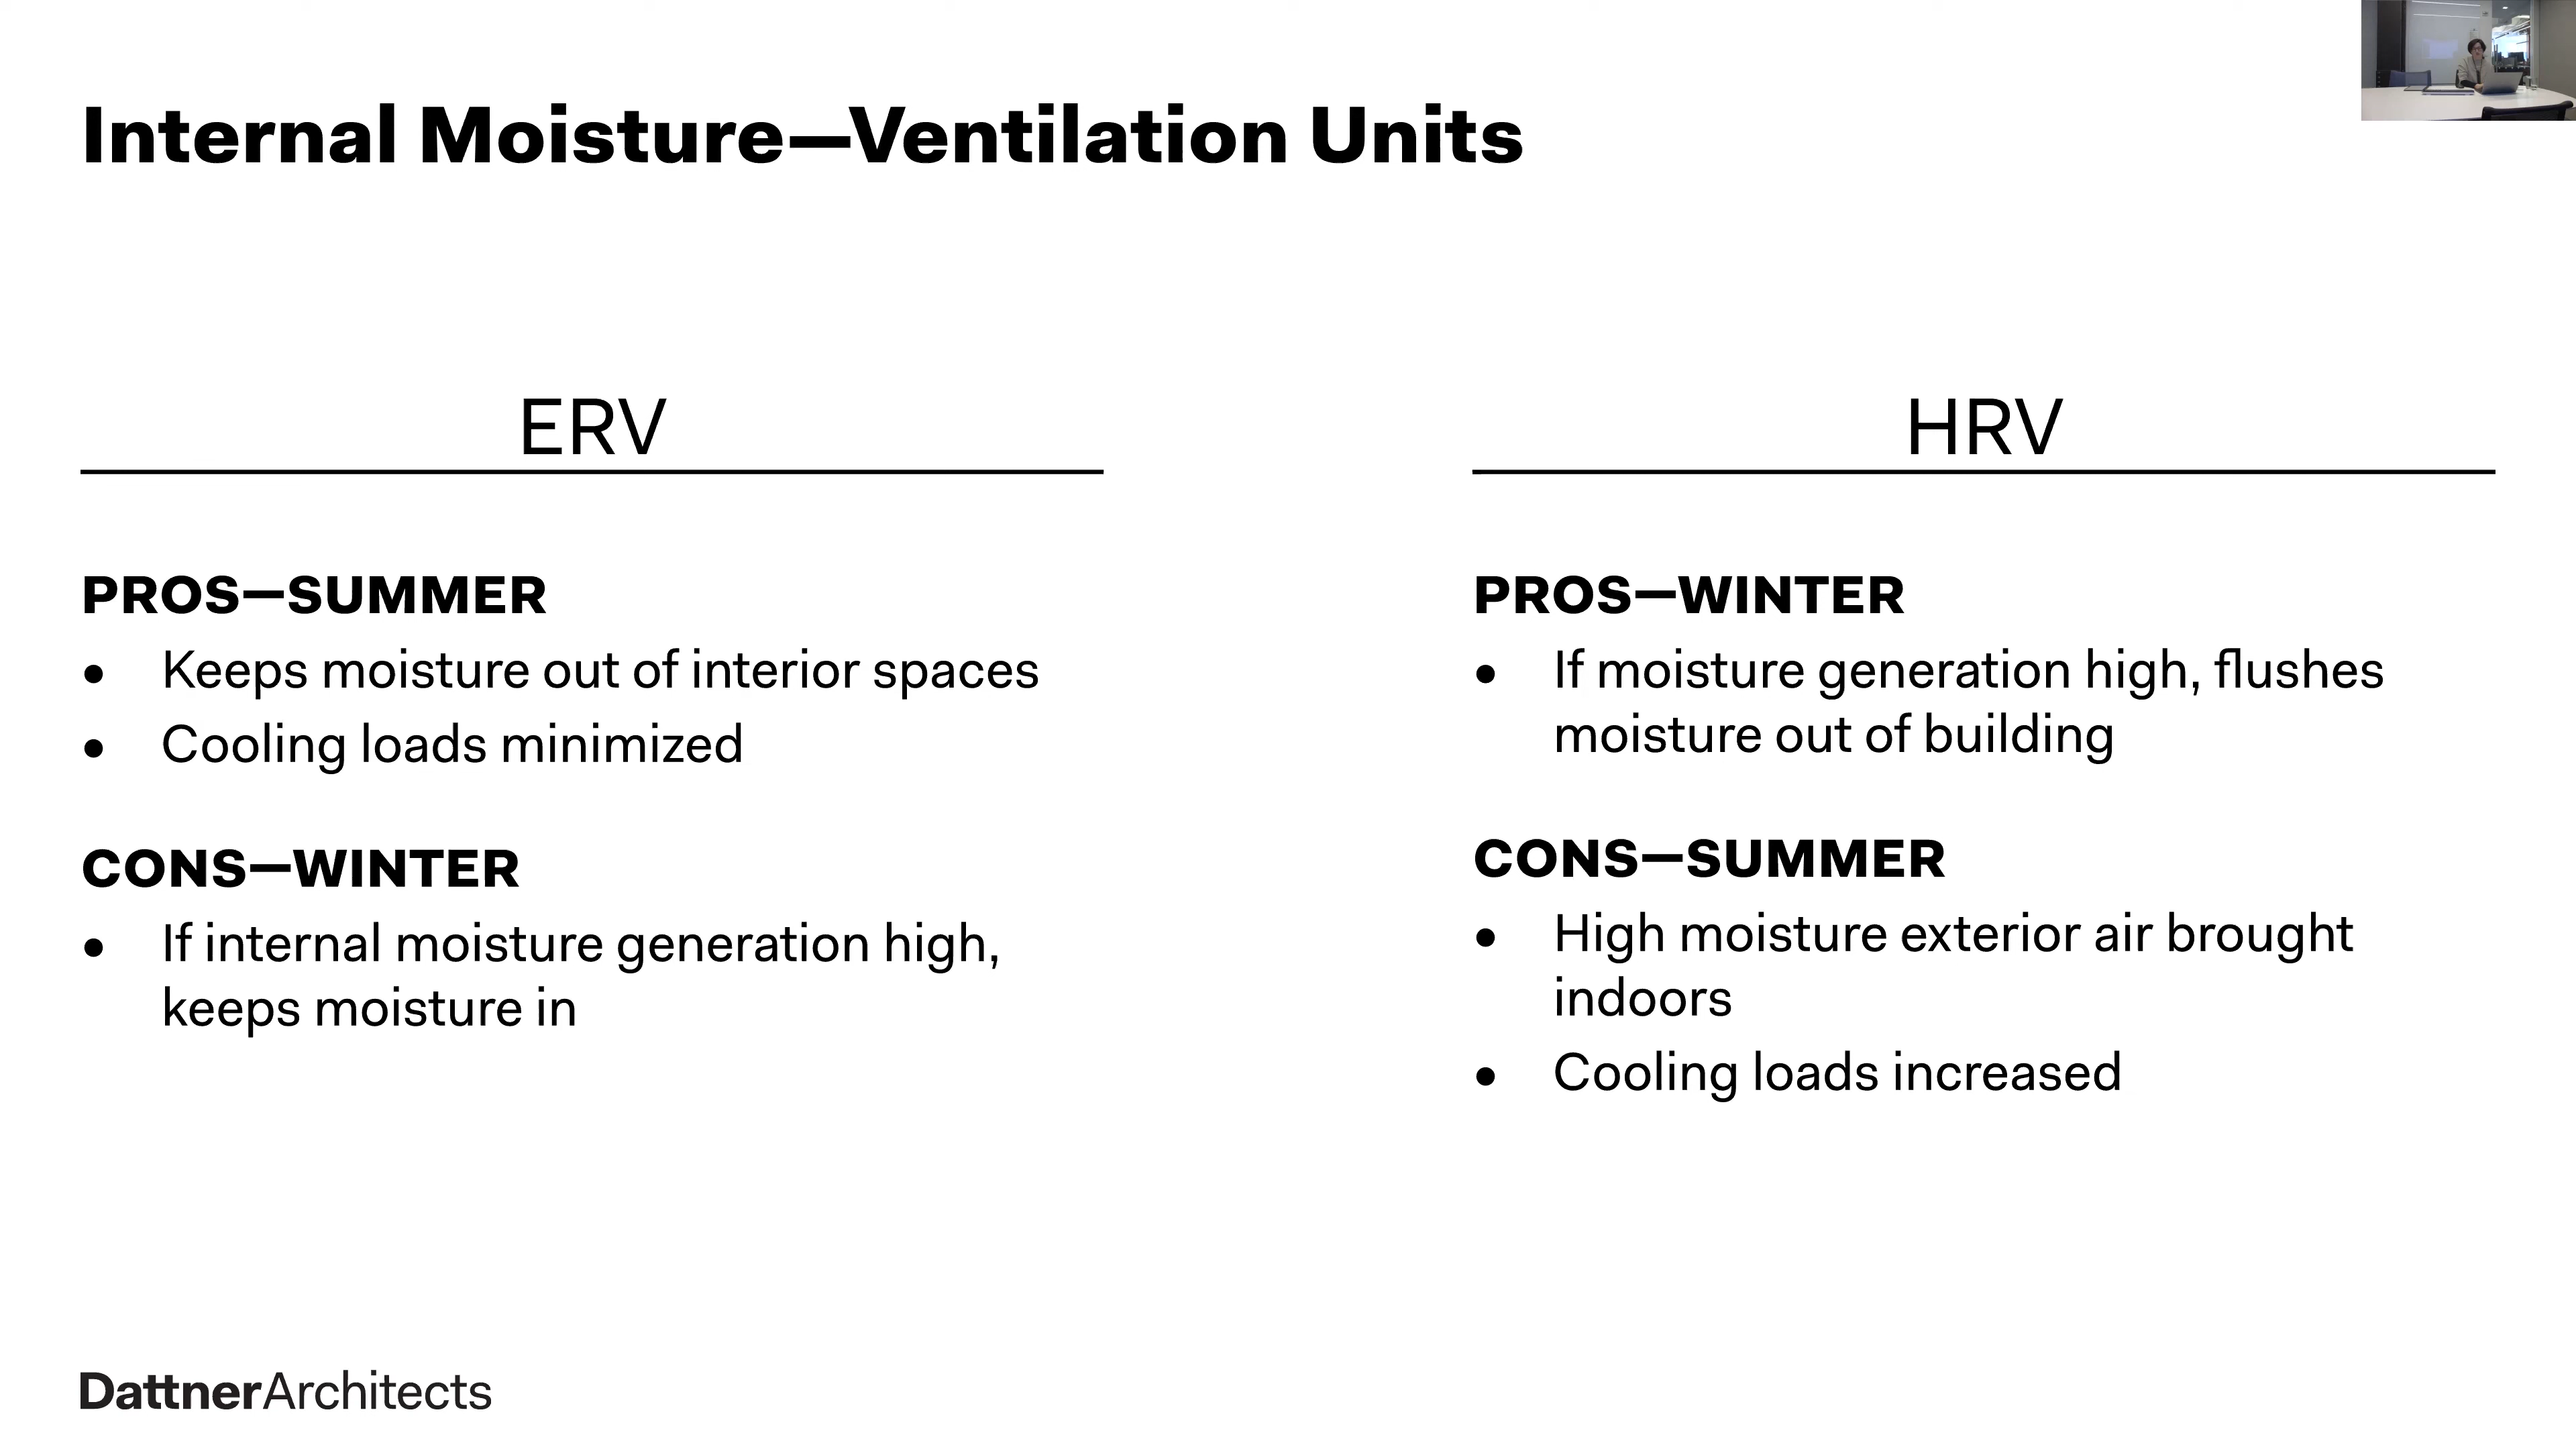 Internal Moisture—Ventilation Units
ERV
PROS—SUMMER
• Keeps moisture out of interior spaces
• Cooling loads minimized
CONS—WINTER
• If internal moisture generation high,
keeps moisture in
HRV
PROS—WINTER
• If moisture generation high, flushes
moisture out of building
CONS—SUMMER
• High moisture exterior air brought
indoors
• Cooling loads increased
DattnerArchitects